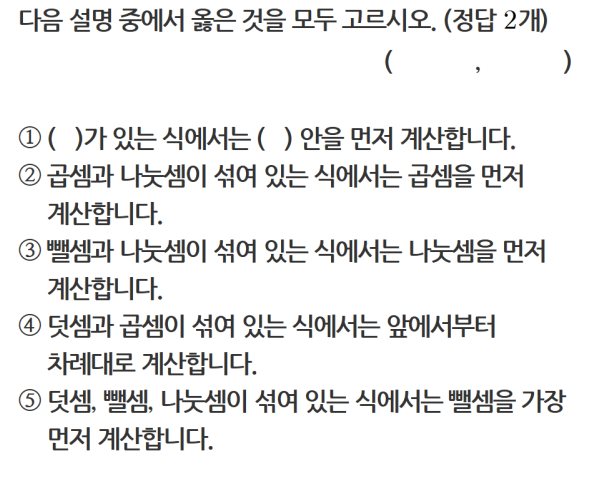 다음 설명 중에서 옳은 것을 모두 고르시오. (정답 2개)
( , )
① ( )가 있는 식에서는 ( ) 안을 먼저 계산합니다.
② 곱셈과 나눗셈이 섞여 있는 식에서는 곱셈을 먼저
계산합니다.
③ 뺄셈과 나눗셈이 섞여 있는 식에서는 나눗셈을 먼저
계산합니다.
④ 덧셈과 곱셈이 섞여 있는 식에서는 앞에서부터
차례대로 계산합니다.
⑤ 덧셈, 뺄셈, 나눗셈이 섞여 있는 식에서는 뺄셈을 가장
먼저 계산합니다.